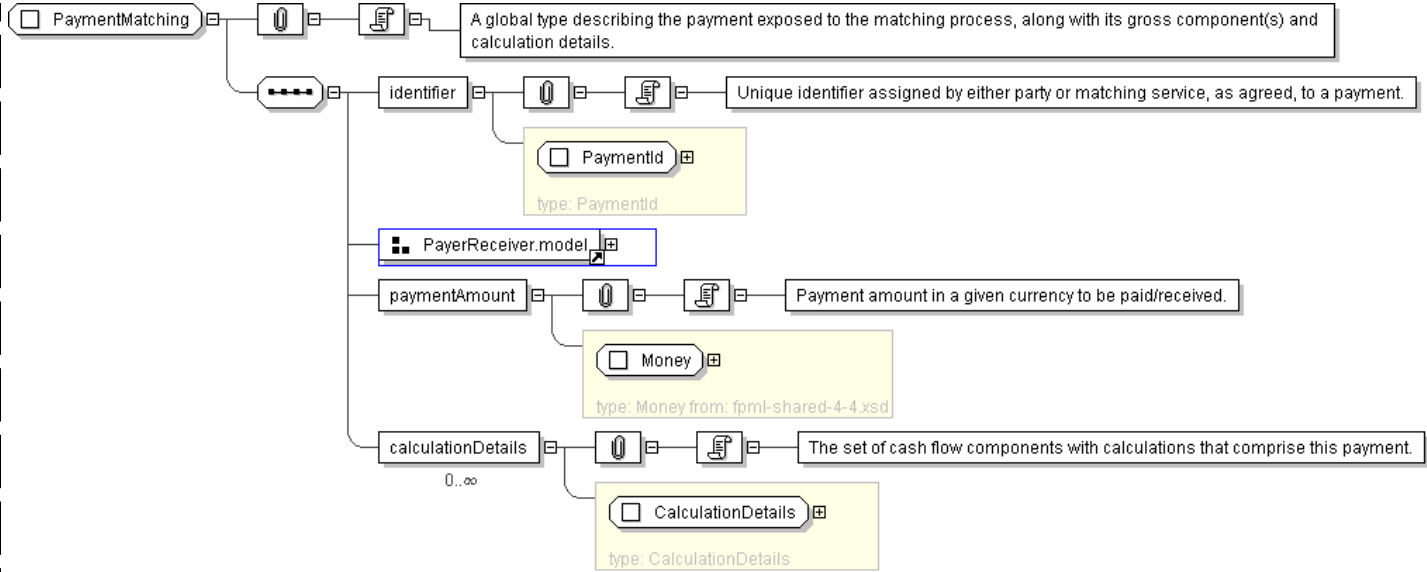 PaymentMatching
A global type describing the payment exposed to the matching process, along with its gross component(s) and
calculation details.
identifier
Unique identifier assigned by either party or matching service, as agreed, to a payment.
PaymentId
type: PaymentId
PayerReceiver.model
paymentAmount
Payment amount in a given currency to be paid/received.
Money
type: Money from: fpml-shared-4-4.xsd
calculationDetails
The set of cash flow components with calculations that comprise this payment.
0..∞
CalculationDetails
type: CalculationDetails